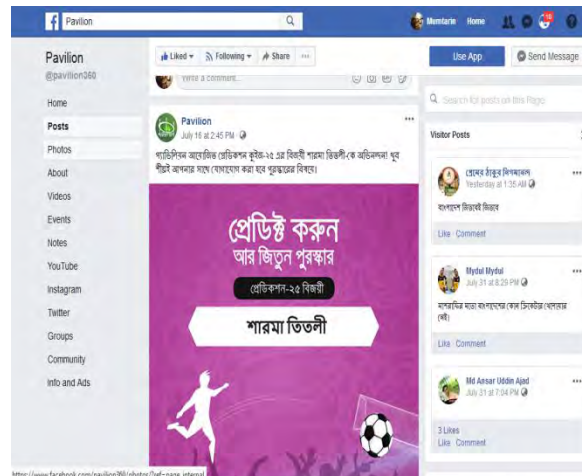 Pavilion
Mumtarin Home
Pavilion
@pavilion360
Liked Following Share
Use App
Send Message
Home
Posts
Photos
About
Videos
Events
Notes
YouTube
Instagram
Twitter
Groups
Community
Info and Ads
Write a comment...
Pavilion
July 16 at 2:45 PM
প্যাভিলিয়ন আয়োজিত প্রেডিকশন কুইজ-২৫ এর বিজয়ী শারমা তিতলী-কে অভিনন্দন! খুব
শীঘ্রই আপনার সাথে যোগাযোগ করা হবে পুরস্কারের বিষয়ে।
প্রেডিক্ট করুন
আর জিতুন পুরস্কার
প্রেডিকশন-২৫ বিজয়ী
শারমা তিতলী
Search for posts on this Page
Visitor Posts
Yesterday at 1:35 AM
বাংলাদেশ জিতবেই জিতবে
Like Comment
Mydul Mydul
July 31 at 8:29 PM
Like Comment
Md Ansar Uddin Ajad
July 31 at 7:04 PM
3 Likes
Like Comment
https://www.facebook.com/pavilion360/photos/?ref=page_internal